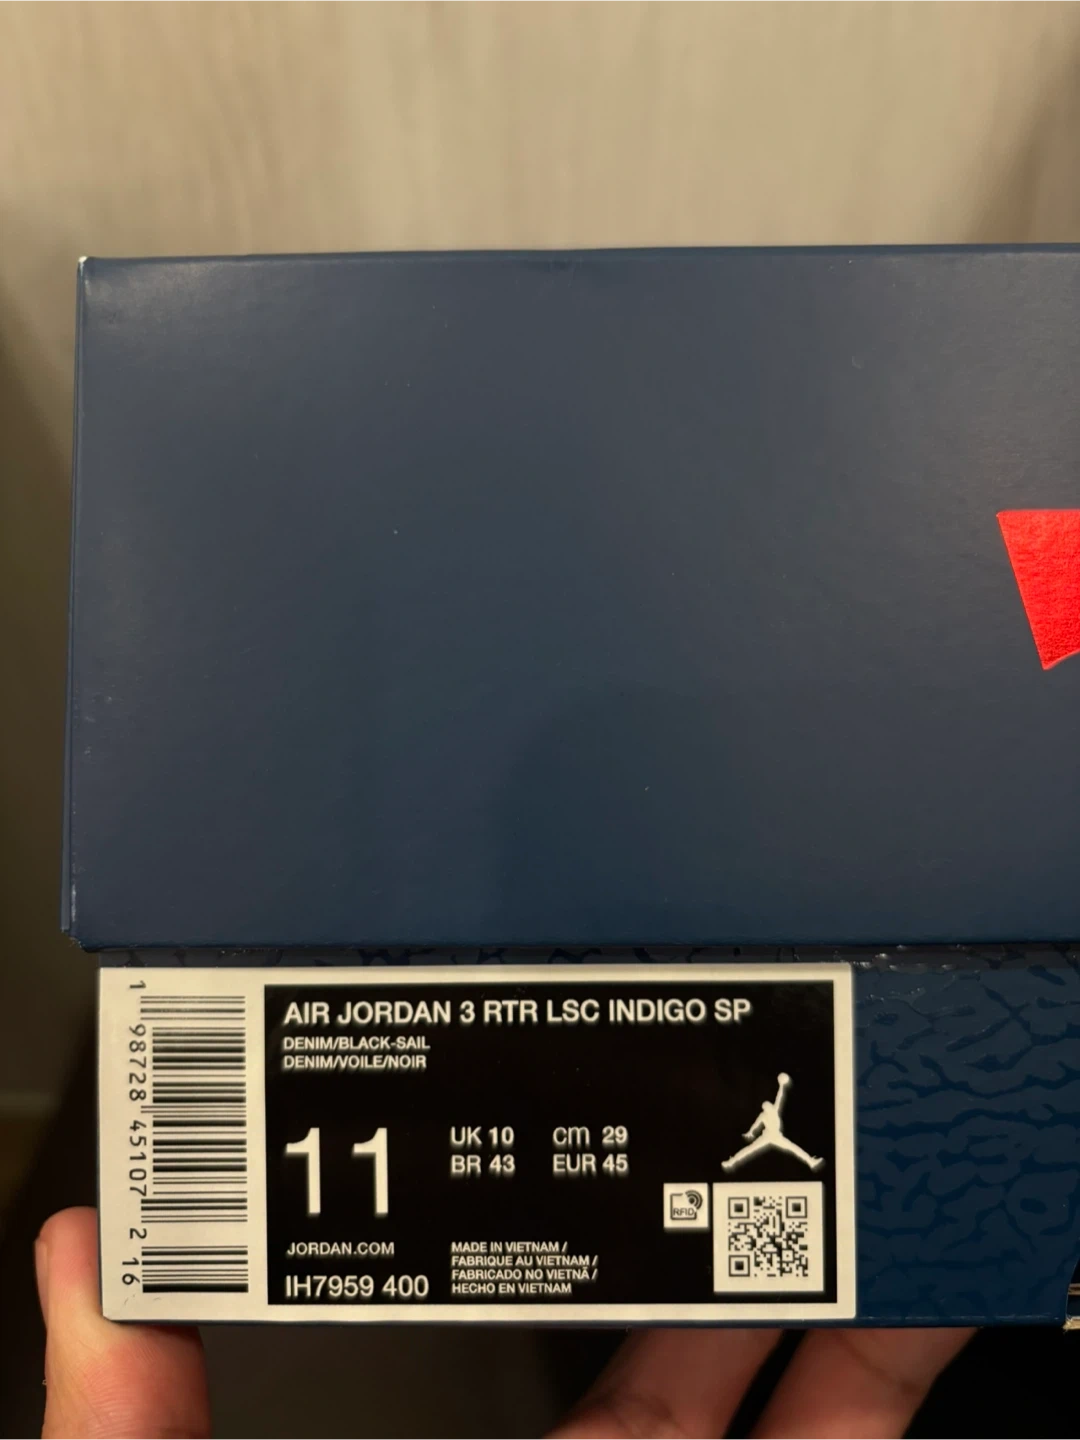 1 98728 45107 2 16
AIR JORDAN 3 RTR LSC INDIGO SP
DENIM/BLACK-SAIL
DENIM/VOILE/NOIR
11
UK 10 cm 29
BR 43 EUR 45
RFID
JORDAN.COM
IH7959 400
MADE IN VIETNAM /
FABRIQUE AU VIETNAM /
FABRICADO NO VIETNÃ /
HECHO EN VIETNAM